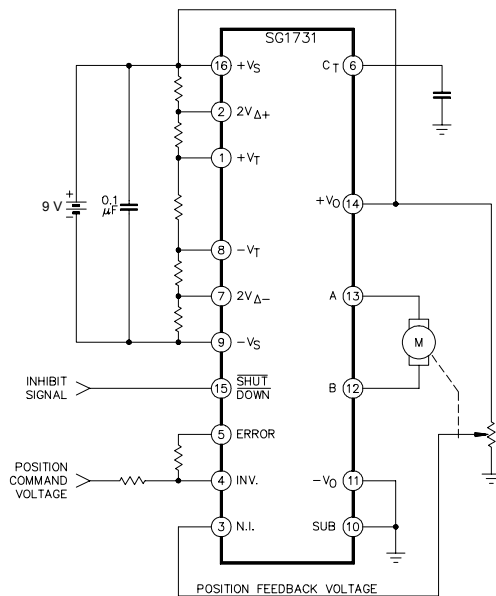 SG1731
16 +VS CT 6
2 2VΔ+
1 +VT
+VO 14
9 V + −
0.1 μF
8 −VT
7 2VΔ−
A 13
M
9 −VS
INHIBIT SIGNAL
15 SHUT DOWN
B 12
5 ERROR
POSITION COMMAND VOLTAGE
4 INV.
−VO 11
3 N.I.
SUB 10
POSITION FEEDBACK VOLTAGE